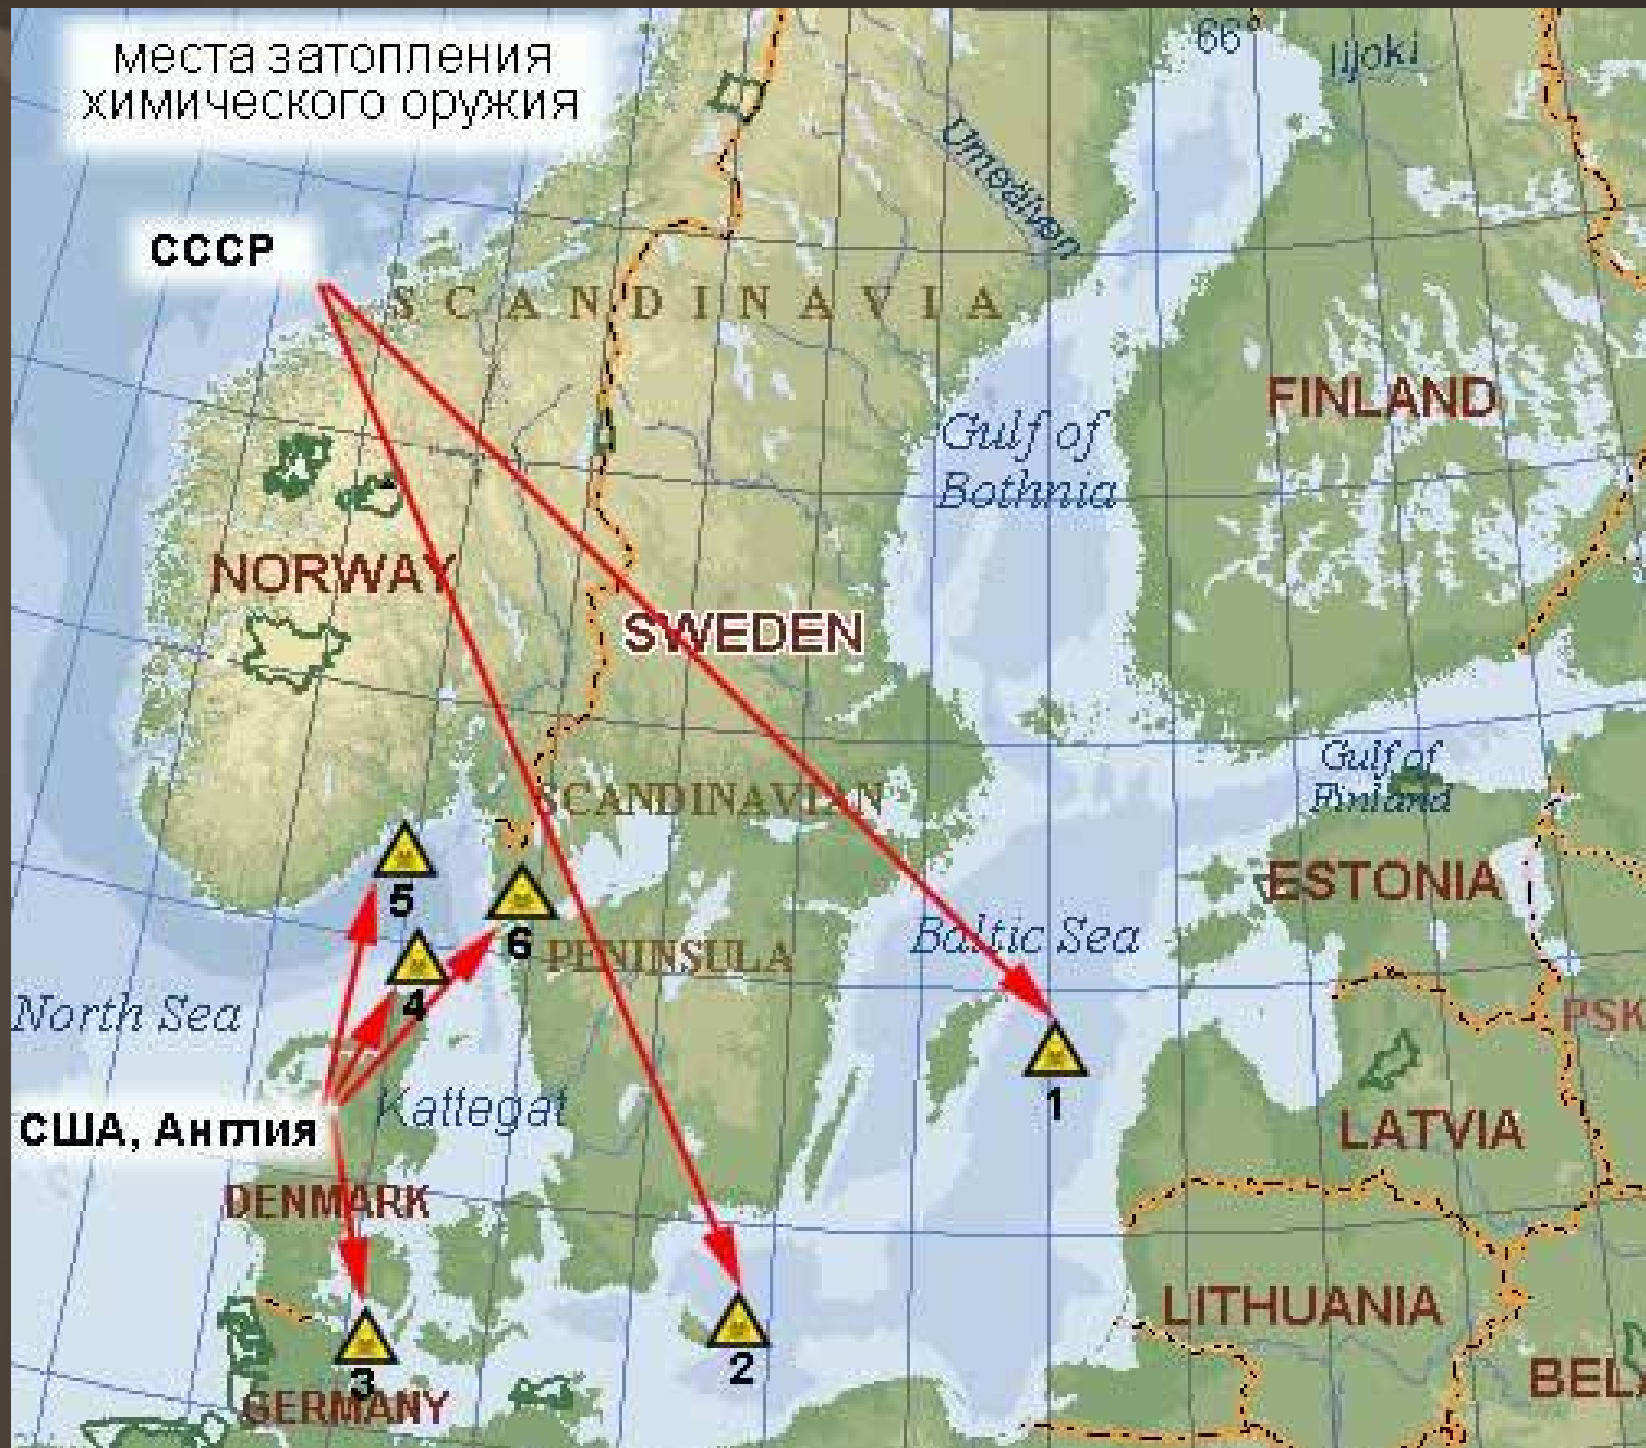 места затопления
химического оружия
66°
Iijoki
Umeälven
СССР
SCANDINAVIA
FINLAND
Gulf of
Bothnia
NORWAY
SWEDEN
Gulf of
Finland
SCANDINAVIAN
ESTONIA
5
6
PENINSULA
Baltic Sea
4
North Sea
PSK
1
Kattegat
США, Англия
LATVIA
DENMARK
LITHUANIA
2
3
BEL
GERMANY